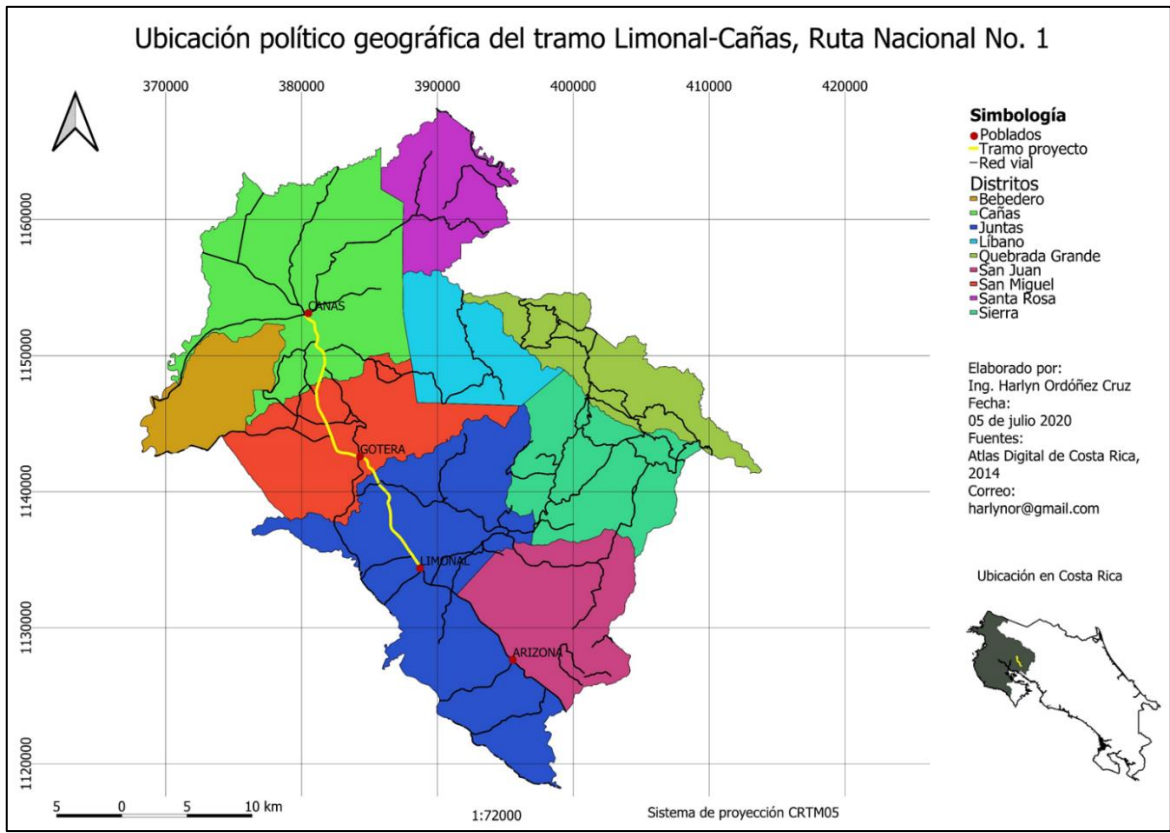 Ubicación político geográfica del tramo Limonal-Cañas, Ruta Nacional No. 1
370000
380000
390000
400000
410000
420000
1160000
1150000
1140000
1130000
1120000
CAÑAS
GOTERA
LIMONAL
ARIZONA
Simbología
Poblados
Tramo proyecto
Red vial
Distritos
Bebedero
Cañas
Juntas
Líbano
Quebrada Grande
San Juan
San Miguel
Santa Rosa
Sierra
Elaborado por:
Ing. Harlyn Ordóñez Cruz
Fecha:
05 de julio 2020
Fuentes:
Atlas Digital de Costa Rica,
2014
Correo:
harlynor@gmail.com
Ubicación en Costa Rica
5 0 5 10 km
1:72000
Sistema de proyección CRTM05